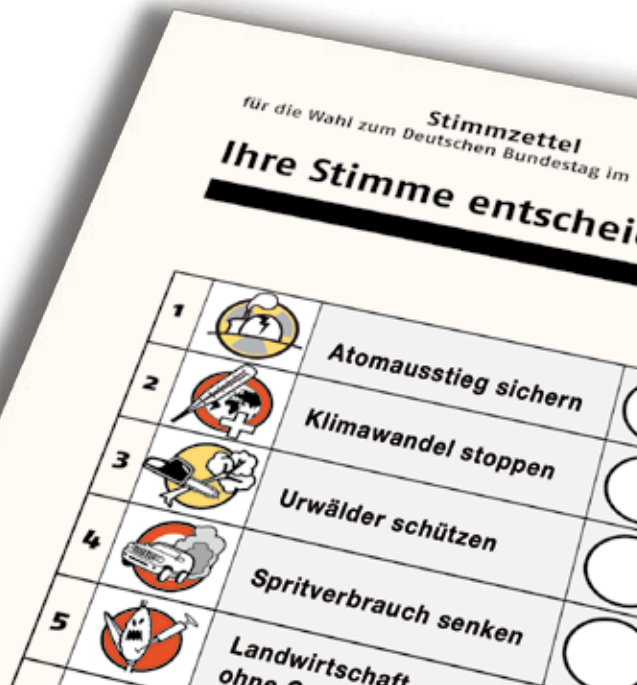 Stimmzettel
für die Wahl zum Deutschen Bundestag im
Ihre Stimme
1 Atomausstieg sichern
2 Klimawandel stoppen
3 Urwälder schützen
4 Spritverbrauch senken
5 Landwirtschaft